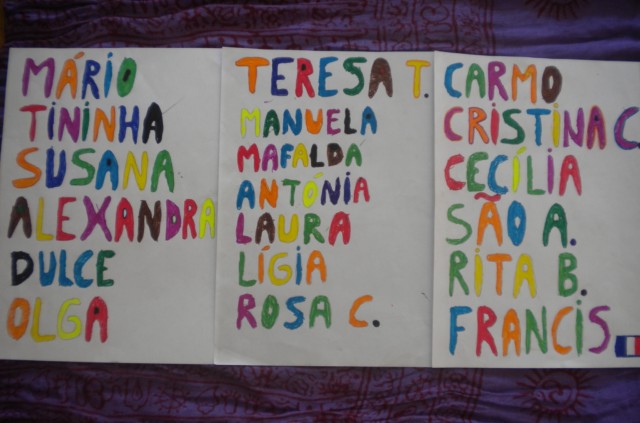 MÁRIO
TININHA
SUSANA
ALEXANDRA
DULCE
OLGA
TERESA T.
MANUELA
MAFALDA
ANTÓNIA
LAURA
LÍGIA
ROSA C.
CARMO
CRISTINA C.
CECÍLIA
SÃO A.
RITA B.
FRANCIS